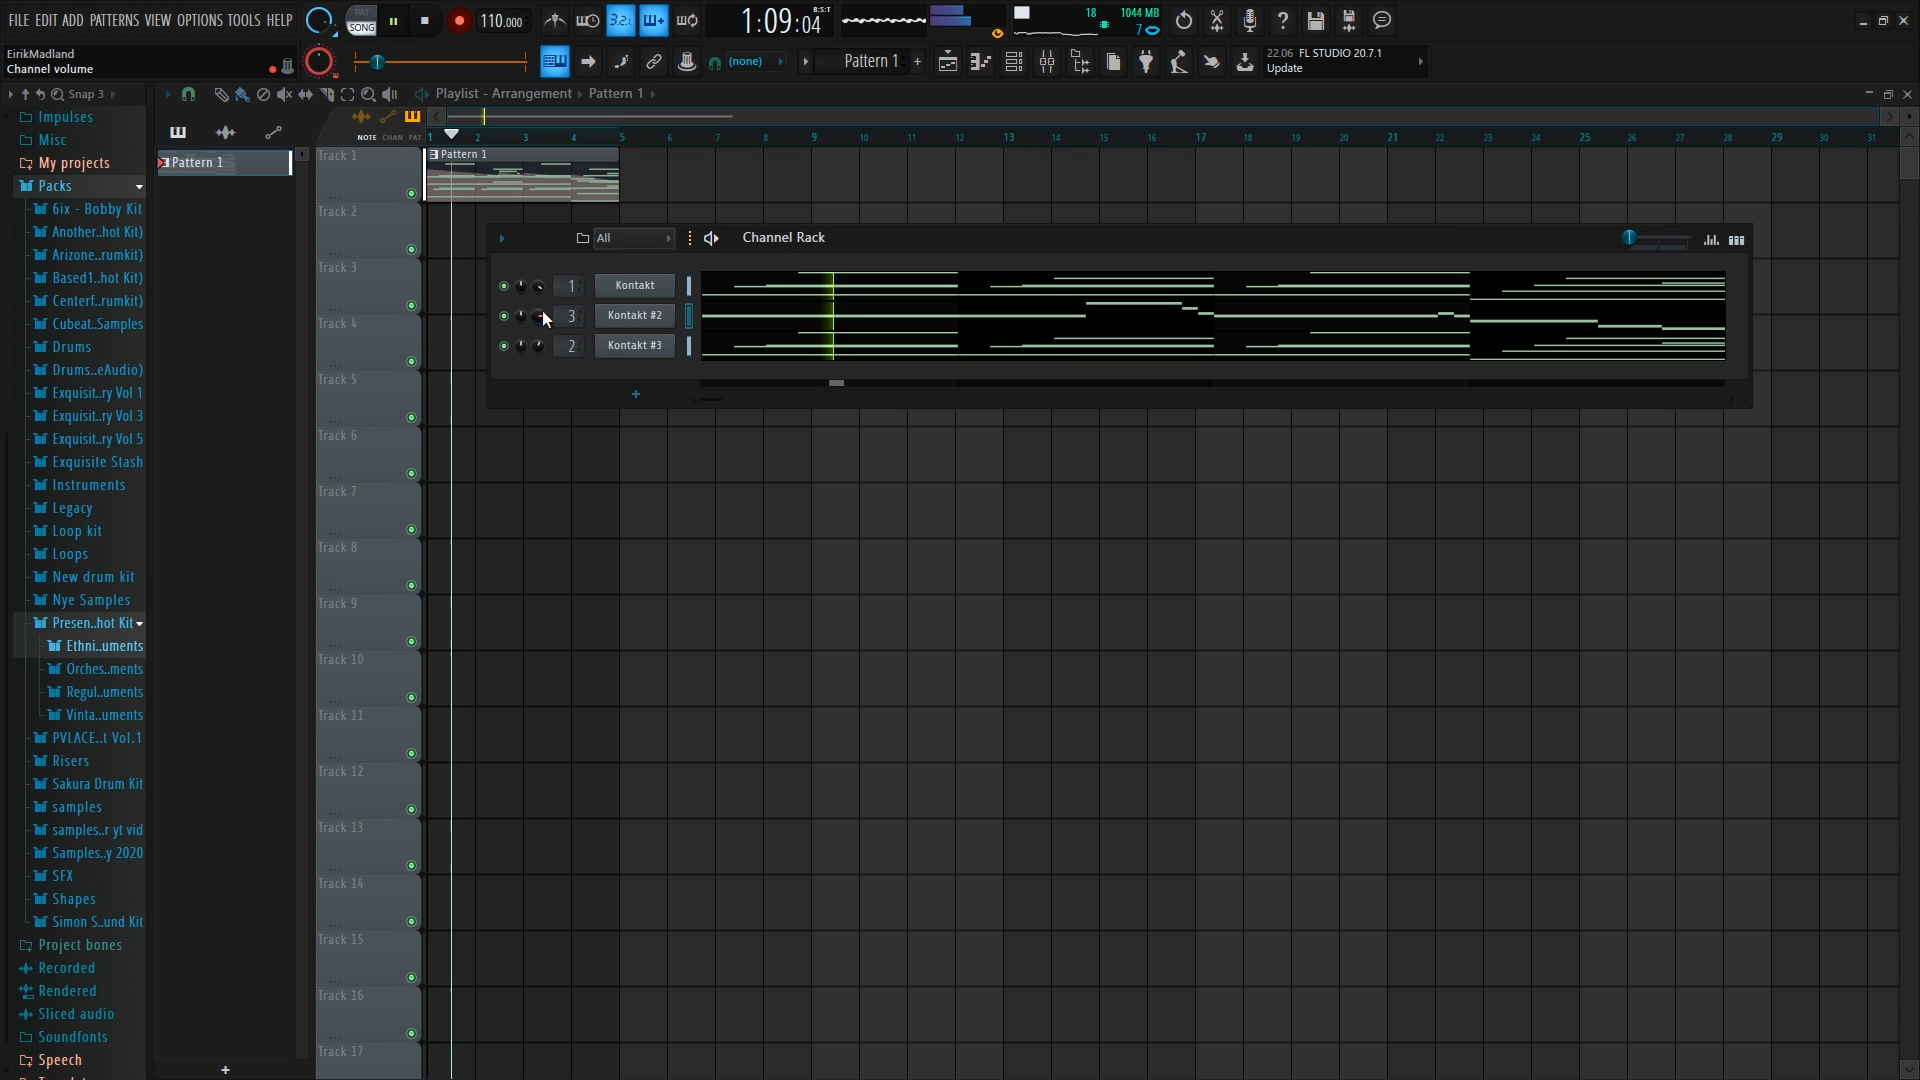 FILE EDIT ADD PATTERNS VIEW OPTIONS TOOLS HELP
PAT
SONG
110.000
3.2.
1:09:04
B:S:T
18
1044 MB
7
EirikMadland
Channel volume
(none)
Pattern 1
+
22.06 FL STUDIO 20.7.1
Update
Snap 3
Playlist - Arrangement › Pattern 1 ›
NOTE CHAN PAT
1 2 3 4 5 6 7 8 9 10 11 12 13 14 15 16 17 18 19 20 21 22 23 24 25 26 27 28 29 30 31
Impulses
Misc
My projects
Packs
6ix - Bobby Kit
Another..hot Kit)
Arizone..rumkit)
Based1..hot Kit)
Centerf..rumkit)
Cubeat..Samples
Drums
Drums..eAudio)
Exquisit..ry Vol 1
Exquisit..ry Vol 3
Exquisit..ry Vol 5
Exquisite Stash
Instruments
Legacy
Loop kit
Loops
New drum kit
Nye Samples
Presen..hot Kit
Ethni..uments
Orches..ments
Regul..uments
Vinta..uments
PVLACE..t Vol.1
Risers
Sakura Drum Kit
samples
samples..r yt vid
Samples..y 2020
SFX
Shapes
Simon S..und Kit
Project bones
Recorded
Rendered
Sliced audio
Soundfonts
Speech
Pattern 1
+
Track 1
Pattern 1
Track 2
Track 3
Track 4
Track 5
Track 6
Track 7
Track 8
Track 9
Track 10
Track 11
Track 12
Track 13
Track 14
Track 15
Track 16
Track 17
All
Channel Rack
1
Kontakt
3
Kontakt #2
2
Kontakt #3
+